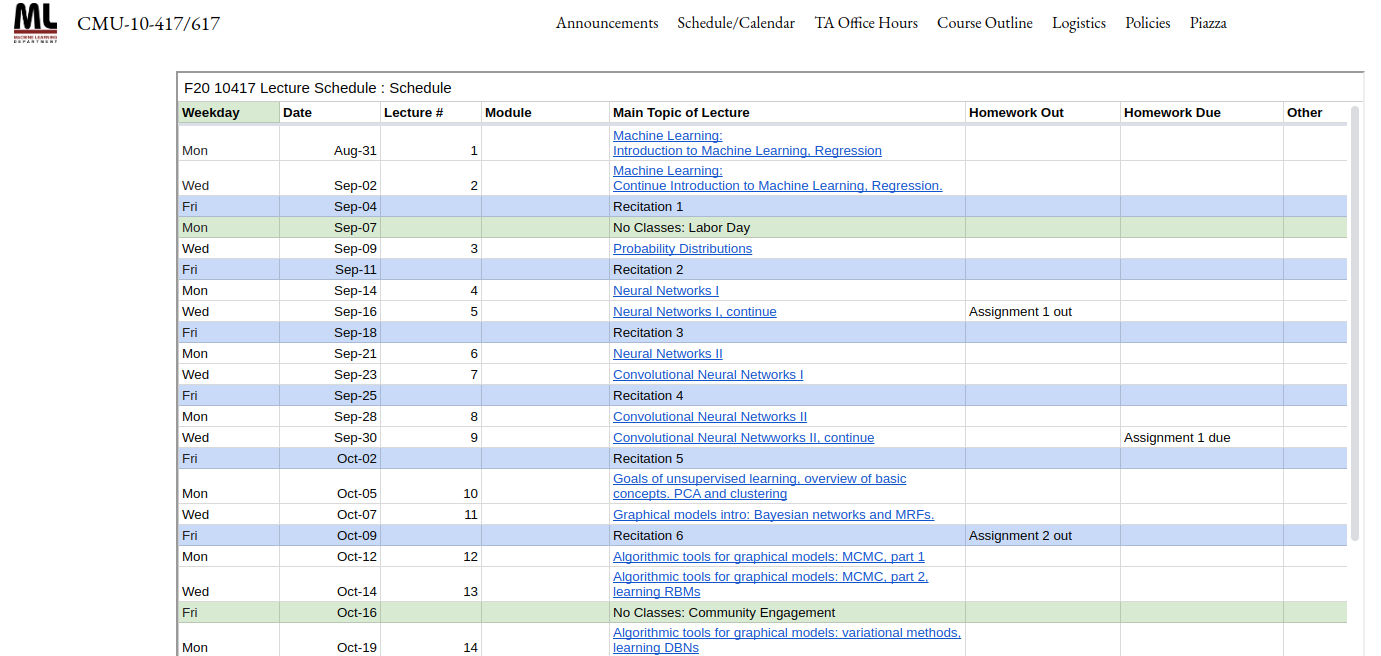 ML
MACHINE LEARNING
DEPARTMENT
CMU-10-417/617
Announcements Schedule/Calendar TA Office Hours Course Outline Logistics Policies Piazza
F20 10417 Lecture Schedule : Schedule
Weekday Date Lecture # Module Main Topic of Lecture Homework Out Homework Due Other
Machine Learning:
Mon Aug-31 1 Introduction to Machine Learning, Regression
Machine Learning:
Wed Sep-02 2 Continue Introduction to Machine Learning, Regression.
Fri Sep-04 Recitation 1
Mon Sep-07 No Classes: Labor Day
Wed Sep-09 3 Probability Distributions
Fri Sep-11 Recitation 2
Mon Sep-14 4 Neural Networks I
Wed Sep-16 5 Neural Networks I, continue Assignment 1 out
Fri Sep-18 Recitation 3
Mon Sep-21 6 Neural Networks II
Wed Sep-23 7 Convolutional Neural Networks I
Fri Sep-25 Recitation 4
Mon Sep-28 8 Convolutional Neural Networks II
Wed Sep-30 9 Convolutional Neural Netwworks II, continue Assignment 1 due
Fri Oct-02 Recitation 5
Goals of unsupervised learning, overview of basic
Mon Oct-05 10 concepts. PCA and clustering
Wed Oct-07 11 Graphical models intro: Bayesian networks and MRFs.
Fri Oct-09 Recitation 6 Assignment 2 out
Mon Oct-12 12 Algorithmic tools for graphical models: MCMC, part 1
Algorithmic tools for graphical models: MCMC, part 2,
Wed Oct-14 13 learning RBMs
Fri Oct-16 No Classes: Community Engagement
Algorithmic tools for graphical models: variational methods,
Mon Oct-19 14 learning DBNs